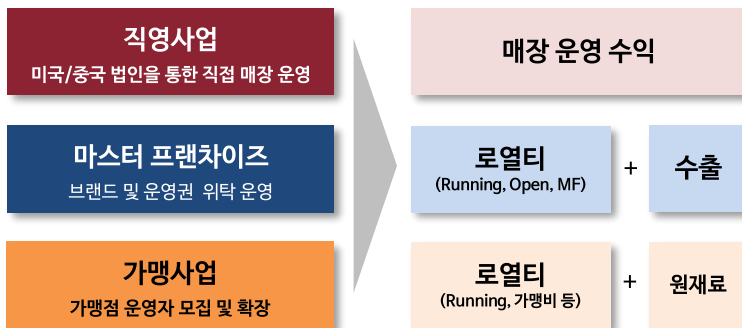 직영사업
미국/중국 법인을 통한 직접 매장 운영
매장 운영 수익
마스터 프랜차이즈
브랜드 및 운영권 위탁 운영
로열티
(Running, Open, MF)
+
수출
가맹사업
가맹점 운영자 모집 및 확장
로열티
(Running, 가맹비 등)
+
원재료